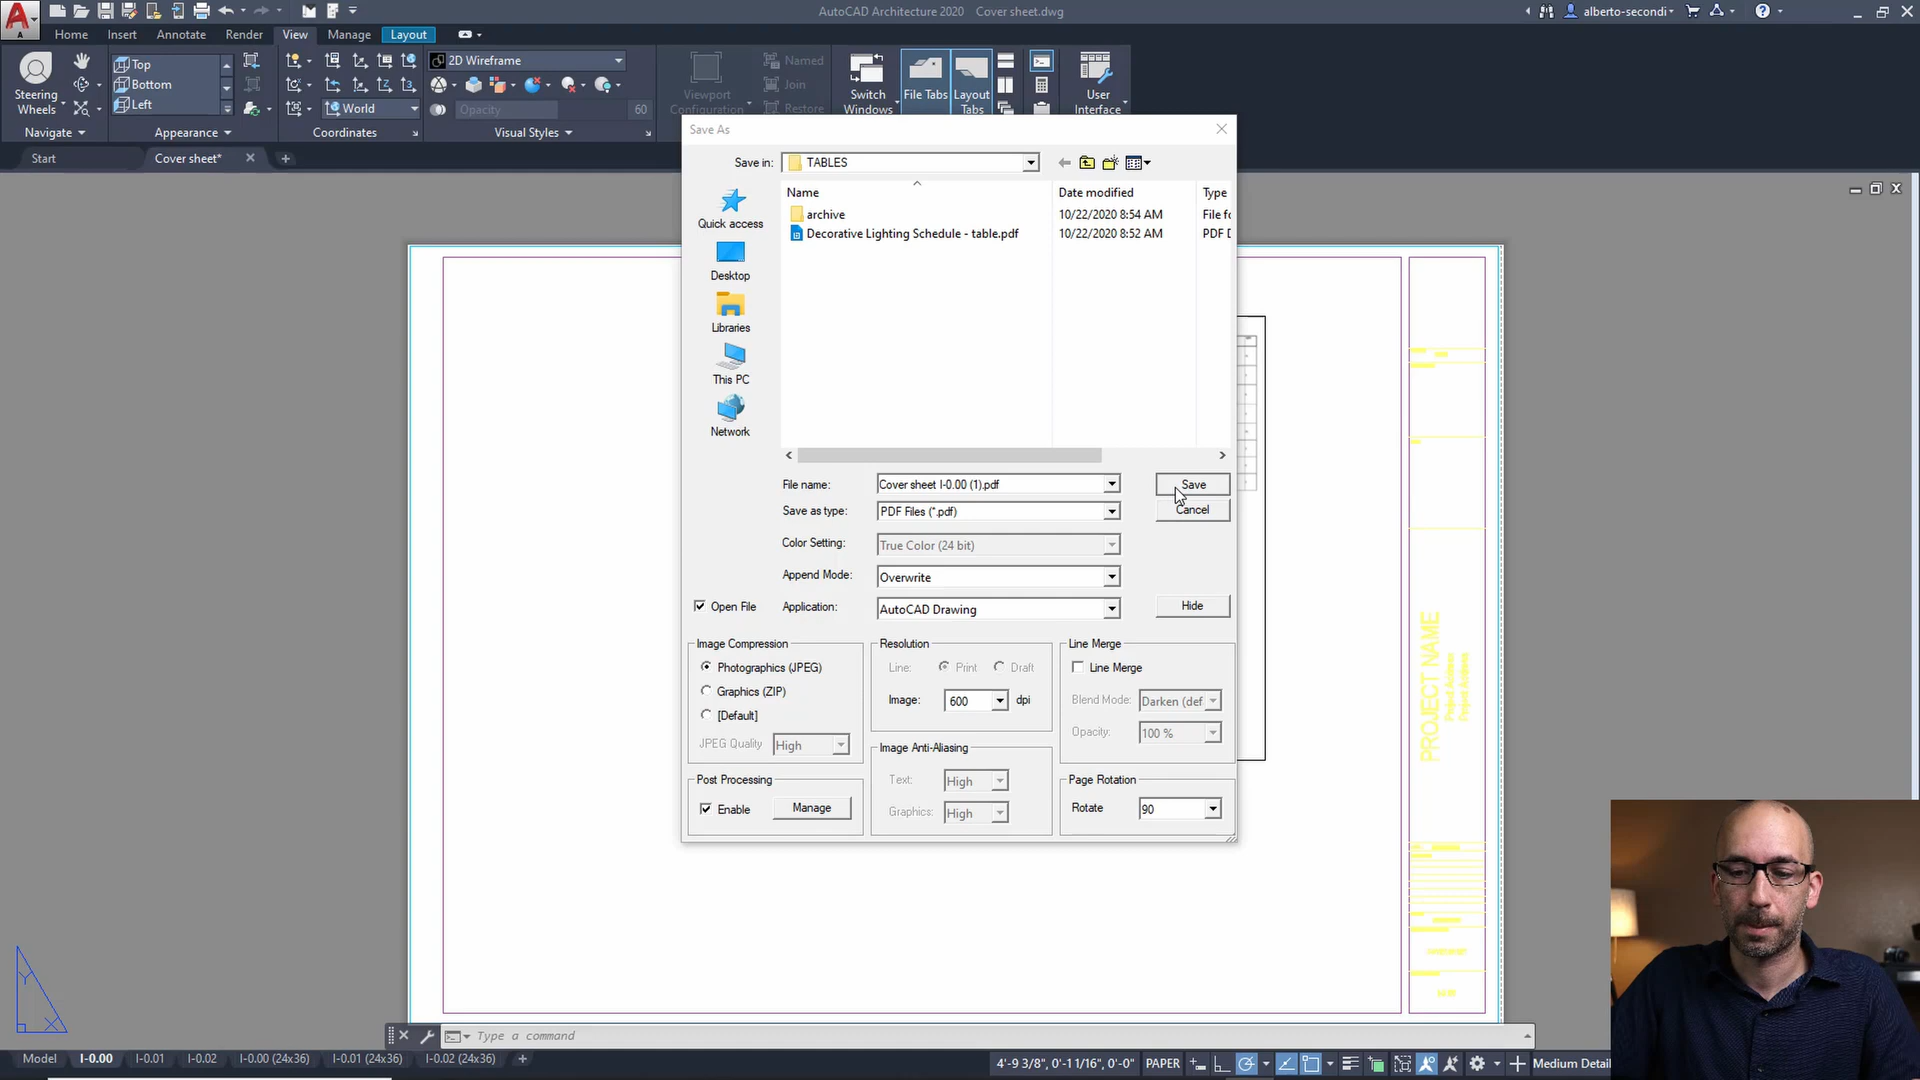 AutoCAD Architecture 2020 Cover sheet.dwg
alberto-secondi
Home Insert Annotate Render View Manage Layout
Steering Wheels
Navigate
Top
Bottom
Left
Appearance
World
Coordinates
2D Wireframe
Opacity 60
Visual Styles
Viewport Configuration
Named
Join
Restore
Switch Windows
File Tabs
Layout Tabs
User Interface
Start
Cover sheet*
Save As
Save in: TABLES
Name Date modified Type
archive 10/22/2020 8:54 AM File fo
Decorative Lighting Schedule - table.pdf 10/22/2020 8:52 AM PDF D
Quick access
Desktop
Libraries
This PC
Network
File name: Cover sheet I-0.00 (1).pdf Save
Save as type: PDF Files (*.pdf) Cancel
Color Setting: True Color (24 bit)
Append Mode: Overwrite
Open File Application: AutoCAD Drawing Hide
Image Compression
Photographics (JPEG)
Graphics (ZIP)
[Default]
JPEG Quality High
Post Processing
Enable Manage
Resolution
Line: Print Draft
Image: 600 dpi
Image Anti-Aliasing
Text: High
Graphics: High
Line Merge
Line Merge
Blend Mode: Darken (def
Opacity: 100 %
Page Rotation
Rotate 90
PROJECT NAME
Project Address
Project Address
Y
X
Type a command
Model I-0.00 I-0.01 I-0.02 I-0.00 (24x36) I-0.01 (24x36) I-0.02 (24x36)
4'-9 3/8", 0'-11/16", 0'-0" PAPER Medium Detail